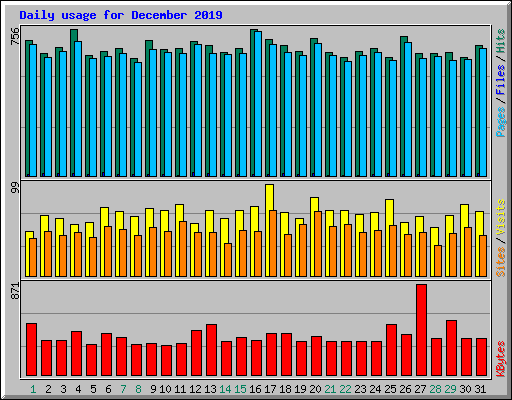 Daily usage for December 2019
756
Pages / Files / Hits
99
Sites / Visits
871
KBytes
1 2 3 4 5 6 7 8 9 10 11 12 13 14 15 16 17 18 19 20 21 22 23 24 25 26 27 28 29 30 31